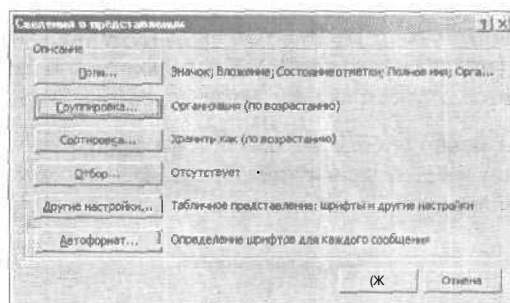 Сведения о представлении
Описание
Поля... Значок; Вложение; Состояние отметки; Полное имя; Орга...
Группировка... Организация (по возрастанию)
Сортировка... Хранить как (по возрастанию)
Отбор... Отсутствует
Другие настройки... Табличное представление: шрифты и другие настройки
Автоформат... Определение шрифтов для каждого сообщения
ОК Отмена